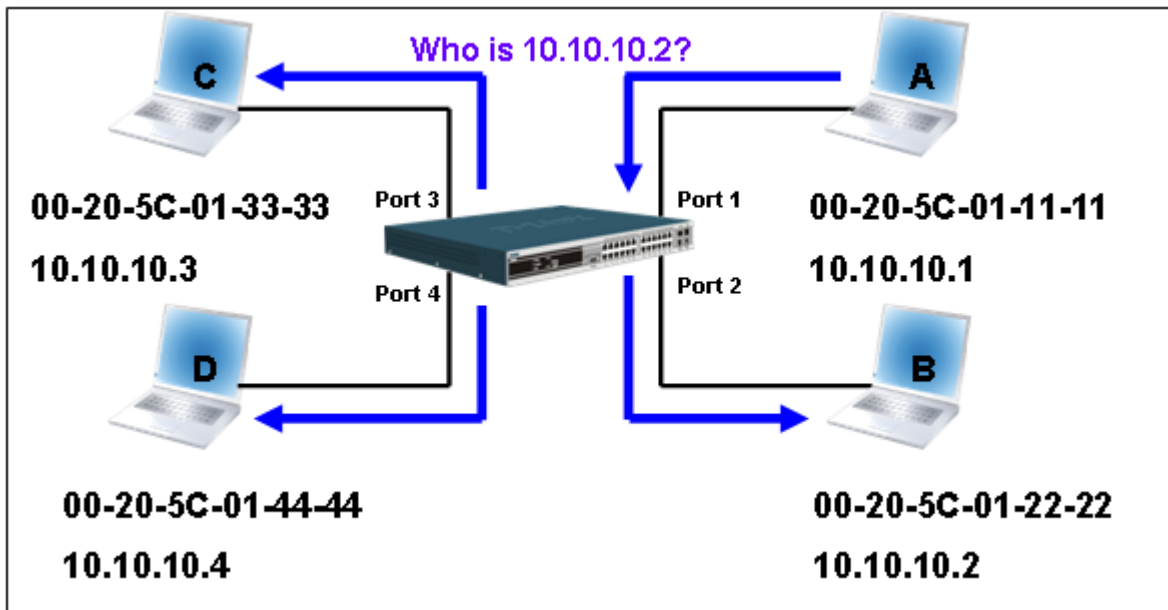 Who is 10.10.10.2?
C
A
Port 3
Port 1
00-20-5C-01-33-33
00-20-5C-01-11-11
10.10.10.3
10.10.10.1
Port 4
Port 2
D
B
00-20-5C-01-44-44
00-20-5C-01-22-22
10.10.10.4
10.10.10.2